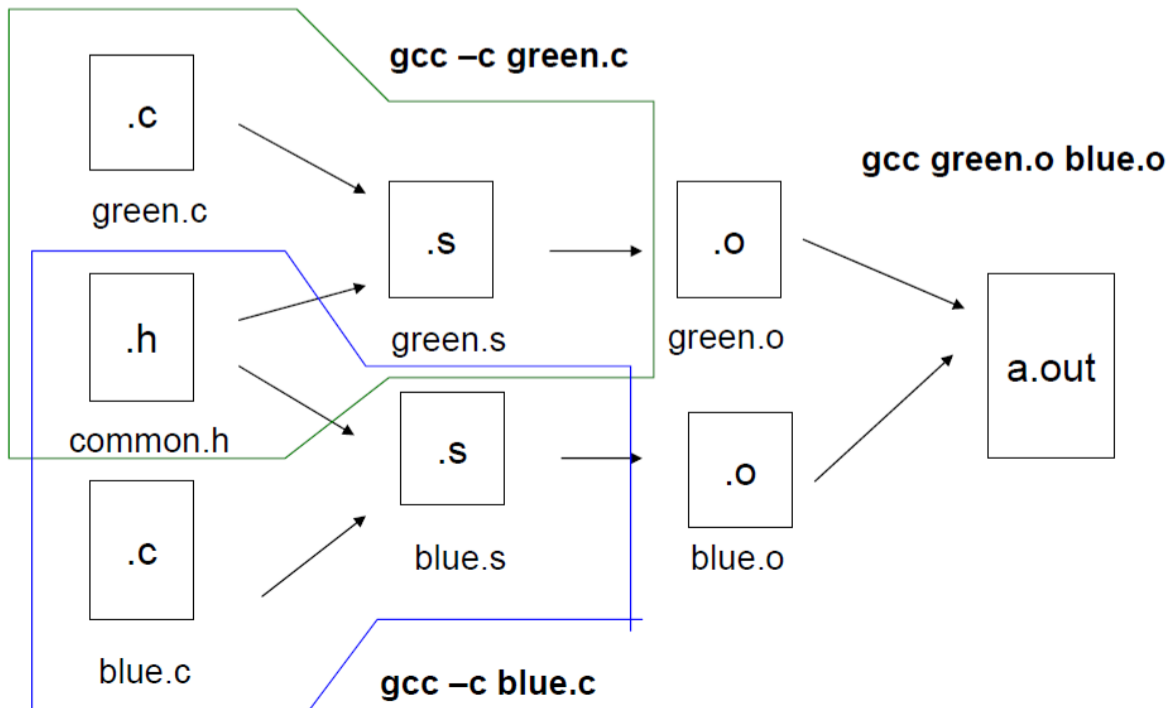 gcc –c green.c
.c
green.c
gcc green.o blue.o
.s
green.s
.o
green.o
.h
common.h
a.out
.s
blue.s
.o
blue.o
.c
blue.c
gcc –c blue.c